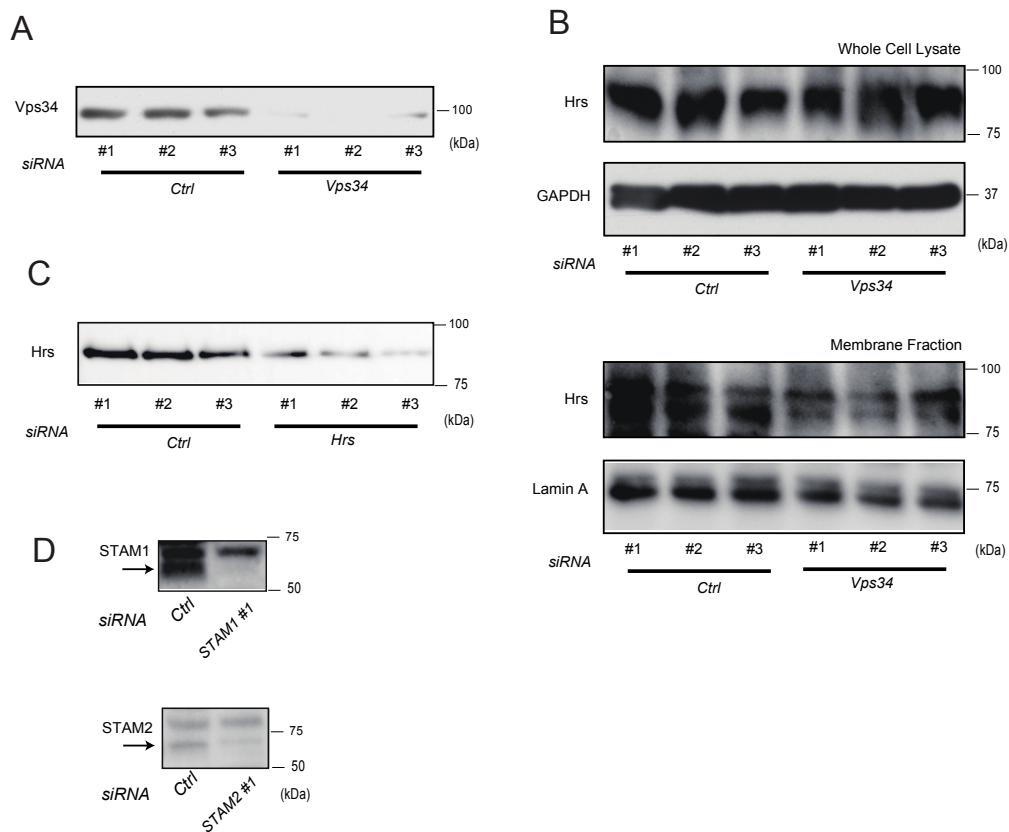 A
Vps34
100
(kDa)
#1 #2 #3 #1 #2 #3
siRNA
Ctrl Vps34
B
Whole Cell Lysate
Hrs
100
75
GAPDH
37
(kDa)
#1 #2 #3 #1 #2 #3
siRNA
Ctrl Vps34
Membrane Fraction
Hrs
100
75
Lamin A
75
#1 #2 #3 #1 #2 #3 (kDa)
siRNA
Ctrl Vps34
C
Hrs
100
75
#1 #2 #3 #1 #2 #3 (kDa)
siRNA
Ctrl Hrs
D
STAM1
75
50
siRNA
Ctrl
STAM1 #1
STAM2
75
50
siRNA
Ctrl
STAM2 #1
(kDa)